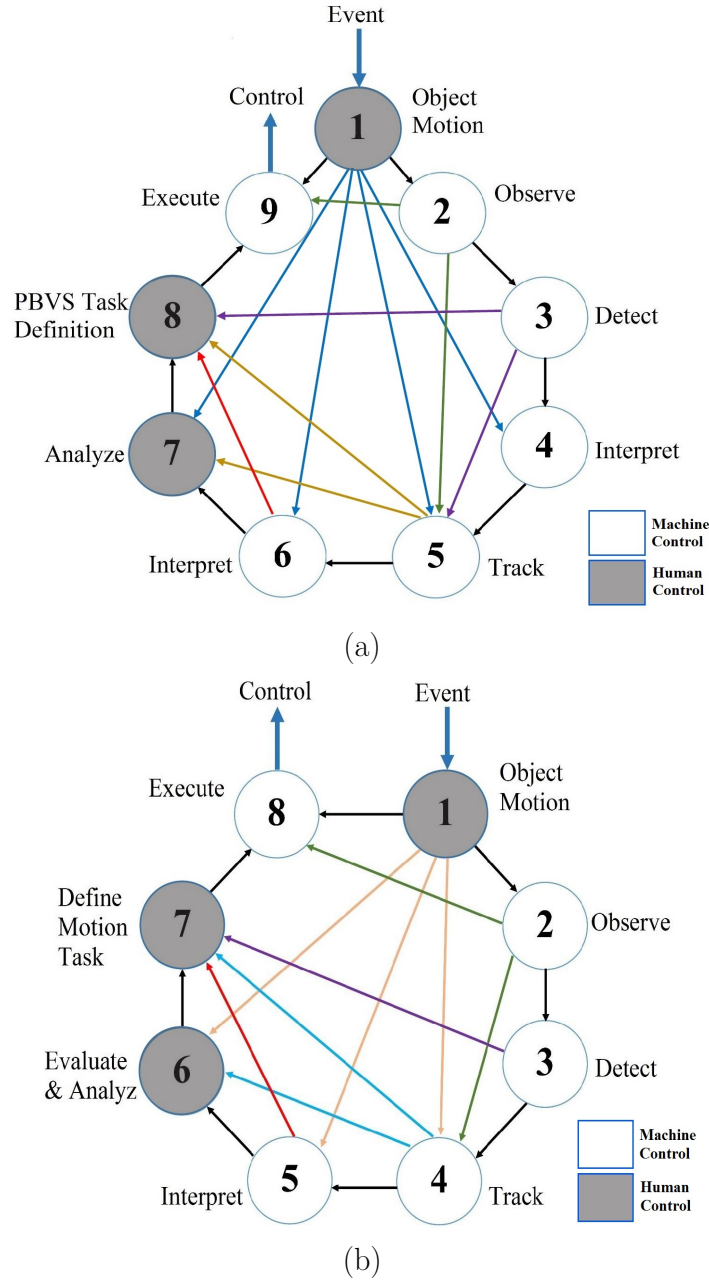 Event
Control
Object
Motion
1
Execute
9
2
Observe
PBVS Task
Definition
8
3
Detect
Analyze
7
4
Interpret
Interpret
6
5
Track
Machine
Control
Human
Control
(a)
Control
Event
Execute
8
1
Object
Motion
Define
Motion
Task
7
2
Observe
Evaluate
& Analyz
6
3
Detect
Interpret
5
4
Track
Machine
Control
Human
Control
(b)